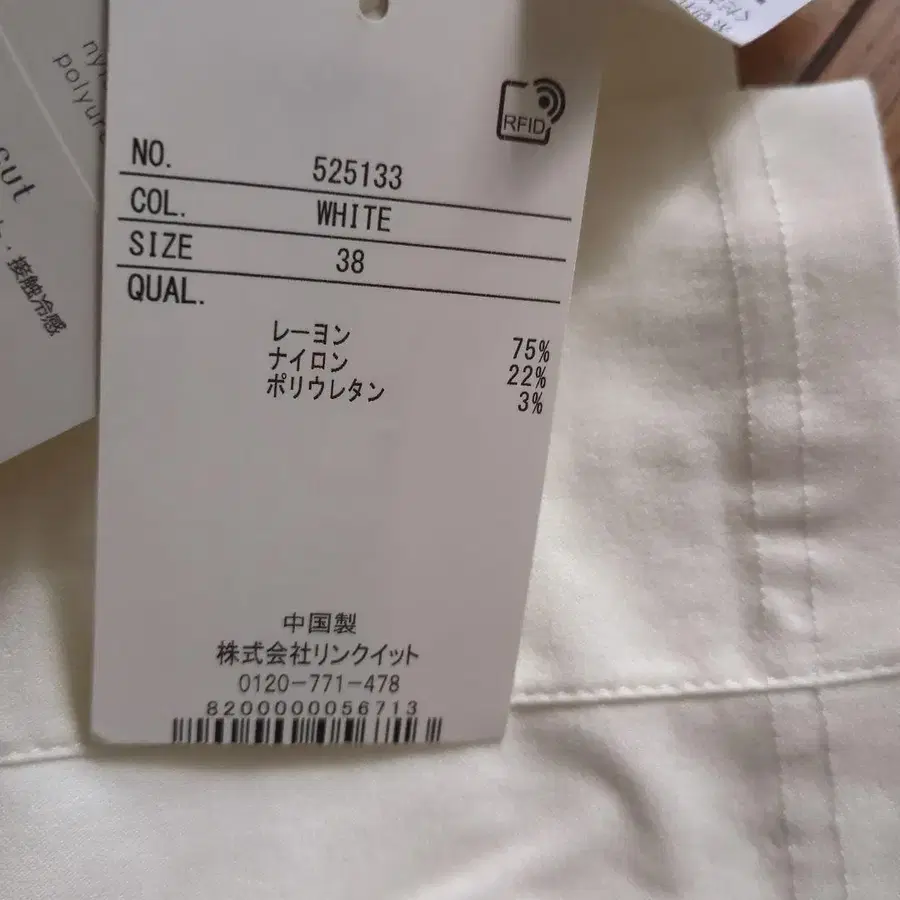 RFID
NO. 525133
COL. WHITE
SIZE 38
QUAL.
レーヨン 75%
ナイロン 22%
ポリウレタン 3%
中国製
株式会社リンクイット
0120-771-478
8200000056713
接触冷感